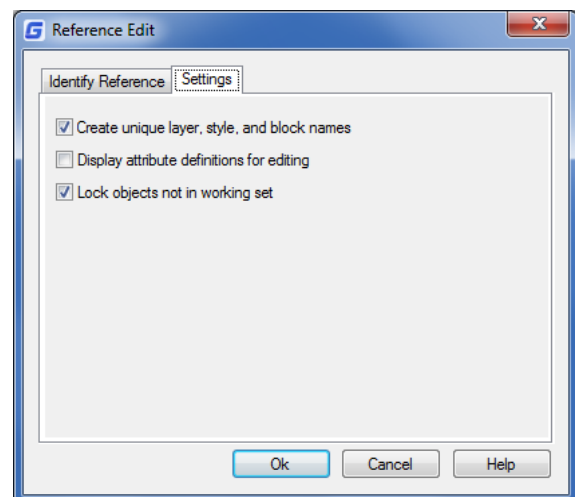 Reference Edit
Identify Reference Settings
Create unique layer, style, and block names
Display attribute definitions for editing
Lock objects not in working set
Ok Cancel Help